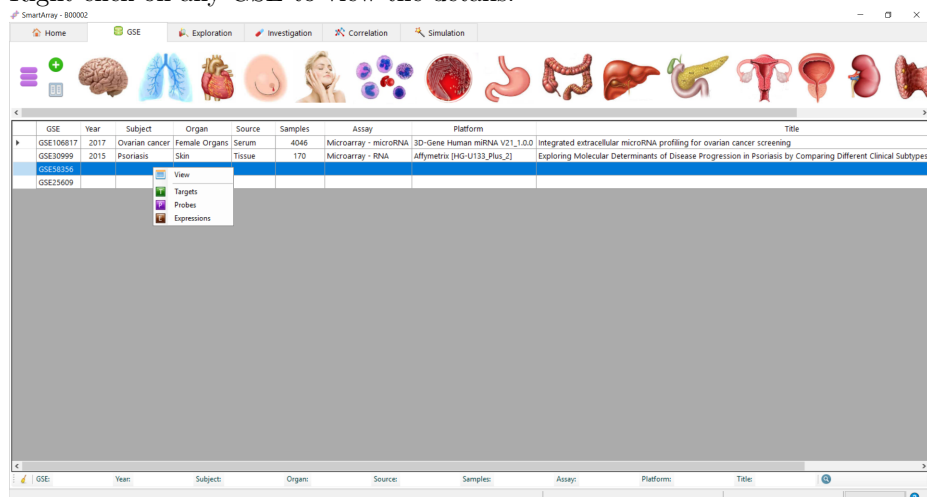 Right click on any GSE to view the details.
SmartArray - B00002
Home GSE Exploration Investigation Correlation Simulation
GSE Year Subject Organ Source Samples Assay Platform Title
GSE106817 2017 Ovarian cancer Female Organs Serum 4046 Microarray - microRNA 3D-Gene Human miRNA V21_1.0.0 Integrated extracellular microRNA profiling for ovarian cancer screening
GSE30999 2015 Psoriasis Skin Tissue 170 Microarray - RNA Affymetrix [HG-U133_Plus_2] Exploring Molecular Determinants of Disease Progression in Psoriasis by Comparing Different Clinical Subtypes
GSE58356
GSE25609
View
T Targets
P Probes
E Expressions
GSE: Year: Subject: Organ: Source: Samples: Assay: Platform: Title: